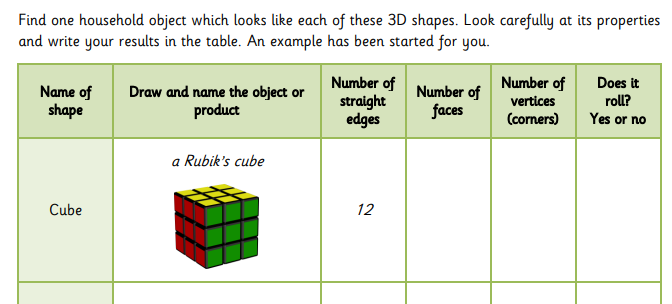 Find one household object which looks like each of these 3D shapes. Look carefully at its properties
and write your results in the table. An example has been started for you.
Name of
shape
Draw and name the object or
product
Number of
straight
edges
Number of
faces
Number of
vertices
(corners)
Does it
roll?
Yes or no
Cube
a Rubik's cube
12